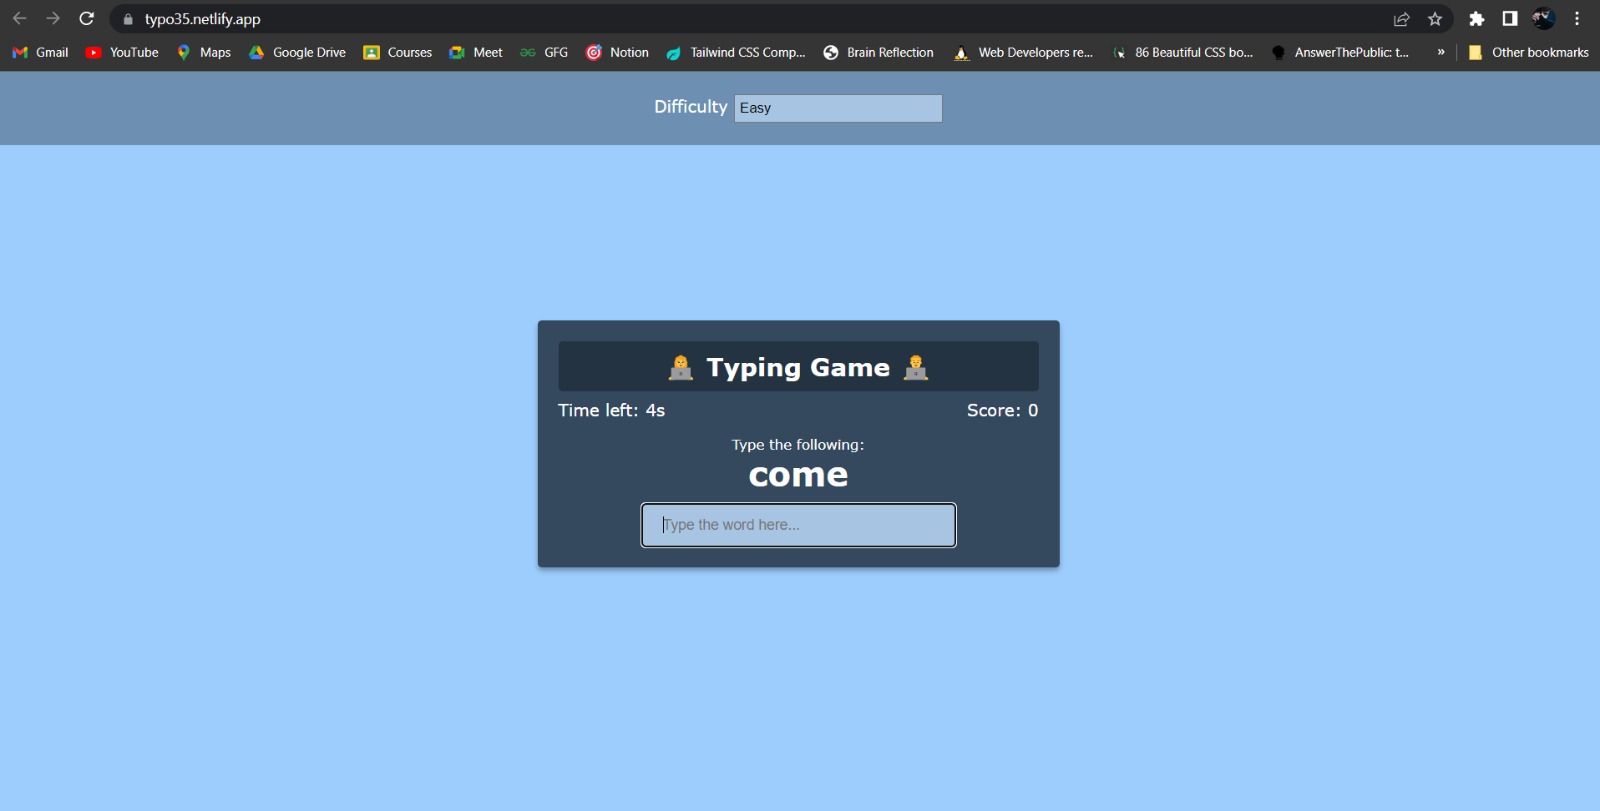 typo35.netlify.app
Gmail YouTube Maps Google Drive Courses Meet GFG Notion Tailwind CSS Comp... Brain Reflection Web Developers re... 86 Beautiful CSS bo... AnswerThePublic: t... » Other bookmarks
Difficulty Easy
Typing Game
Time left: 4s Score: 0
Type the following:
come
Type the word here...